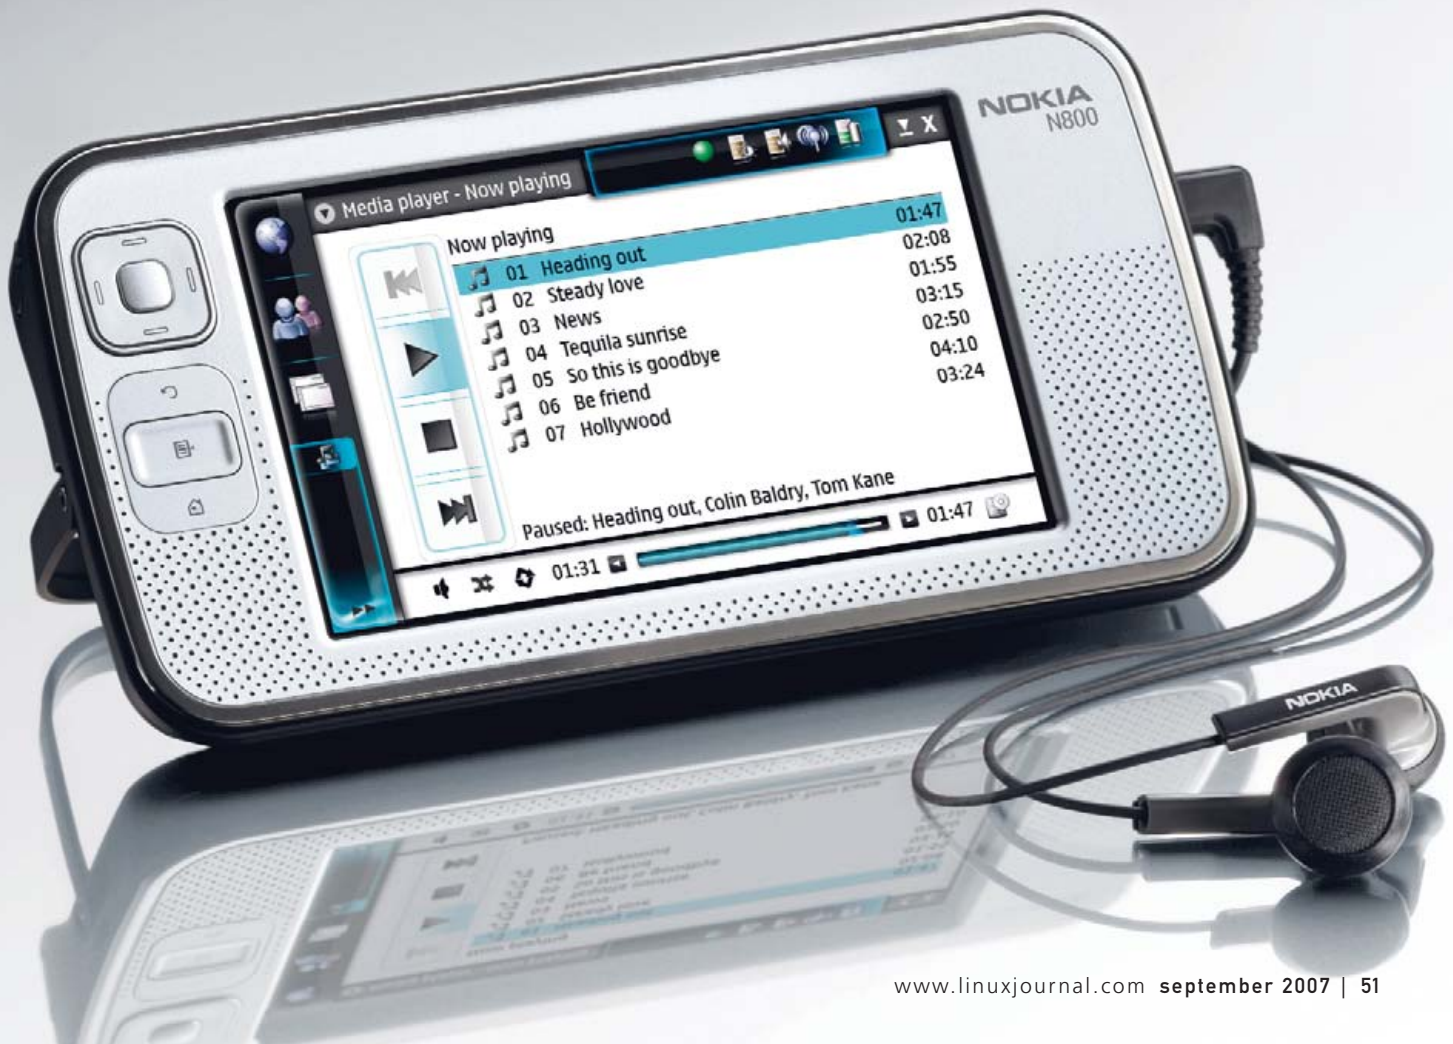 NOKIA
N800
Media player - Now playing
X
Now playing
01 Heading out 01:47
02 Steady love 02:08
03 News 01:55
04 Tequila sunrise 03:15
05 So this is goodbye 02:50
06 Be friend 04:10
07 Hollywood 03:24
Paused: Heading out, Colin Baldry, Tom Kane
01:31 01:47
NOKIA
www.linuxjournal.com september 2007 | 51